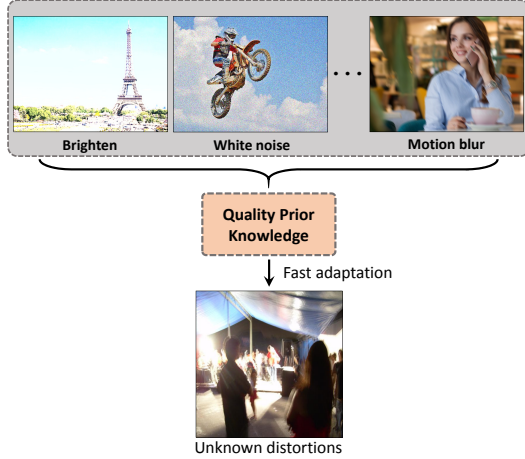 Brighten
White noise
...
Motion blur
Quality Prior
Knowledge
Fast adaptation
Unknown distortions